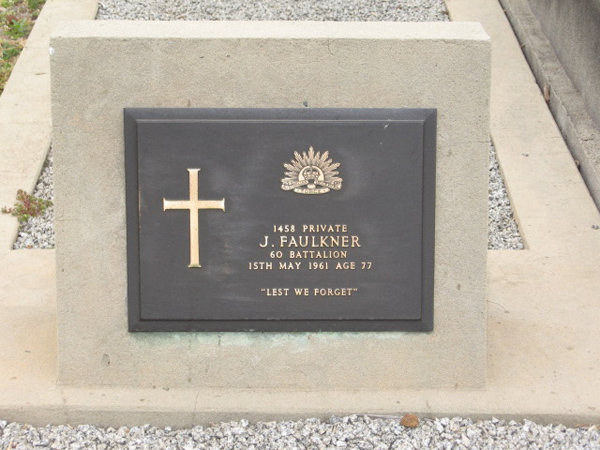 1458 PRIVATE
J. FAULKNER
60 BATTALION
15TH MAY 1961 AGE 77
"LEST WE FORGET"